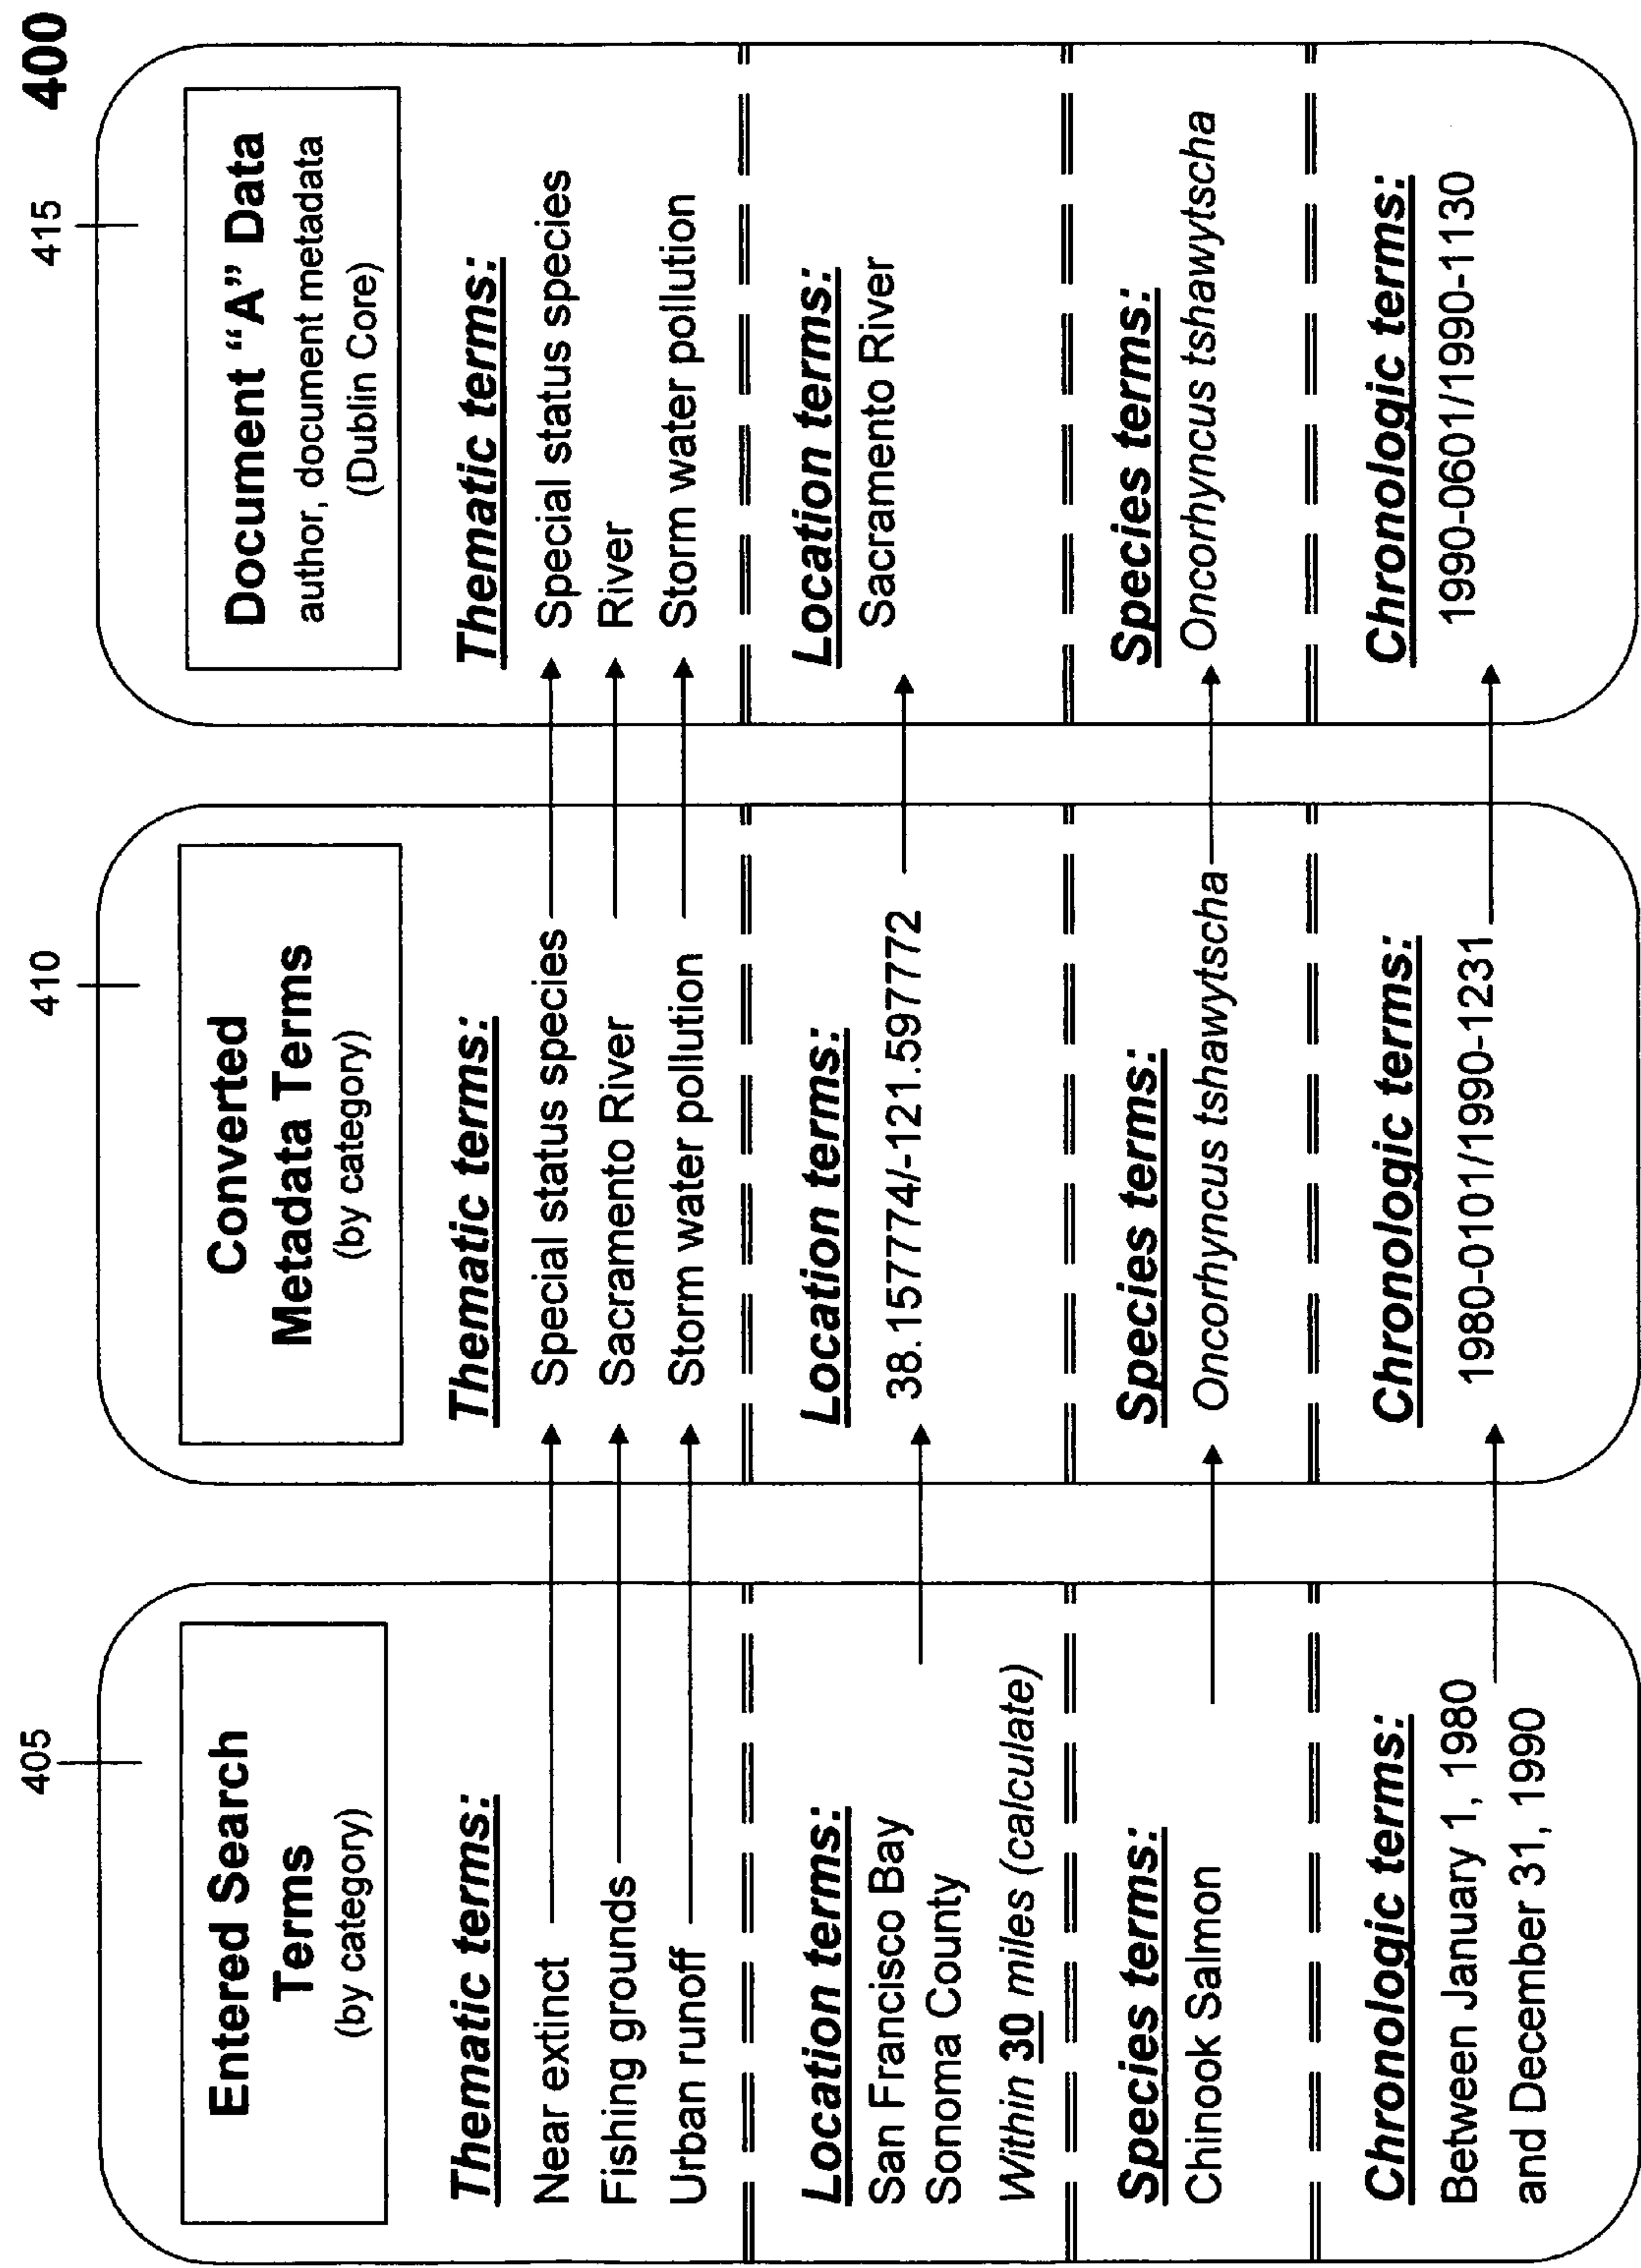 400
405
Entered Search
Terms
(by category)
Thematic terms:
Near extinct
Fishing grounds
Urban runoff
Location terms:
San Francisco Bay
Sonoma County
Within 30 miles (calculate)
Species terms:
Chinook Salmon
Chronologic terms:
Between January 1, 1980
and December 31, 1990
410
Converted
Metadata Terms
(by category)
Thematic terms:
Special status species
Sacramento River
Storm water pollution
Location terms:
38.157774/-121.597772
Species terms:
Oncorhyncus tshawytscha
Chronologic terms:
1980-0101/1990-1231
415
Document “A” Data
author, document metadata
(Dublin Core)
Thematic terms:
Special status species
River
Storm water pollution
Location terms:
Sacramento River
Species terms:
Oncorhyncus tshawytscha
Chronologic terms:
1990-0601/1990-1130